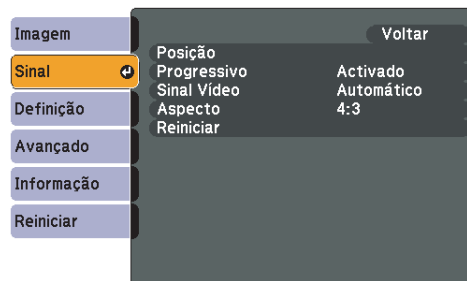 Imagem
Sinal
Definição
Avançado
Informação
Reiniciar
Voltar
Posição
Progressivo Activado
Sinal Vídeo Automático
Aspecto 4:3
Reiniciar